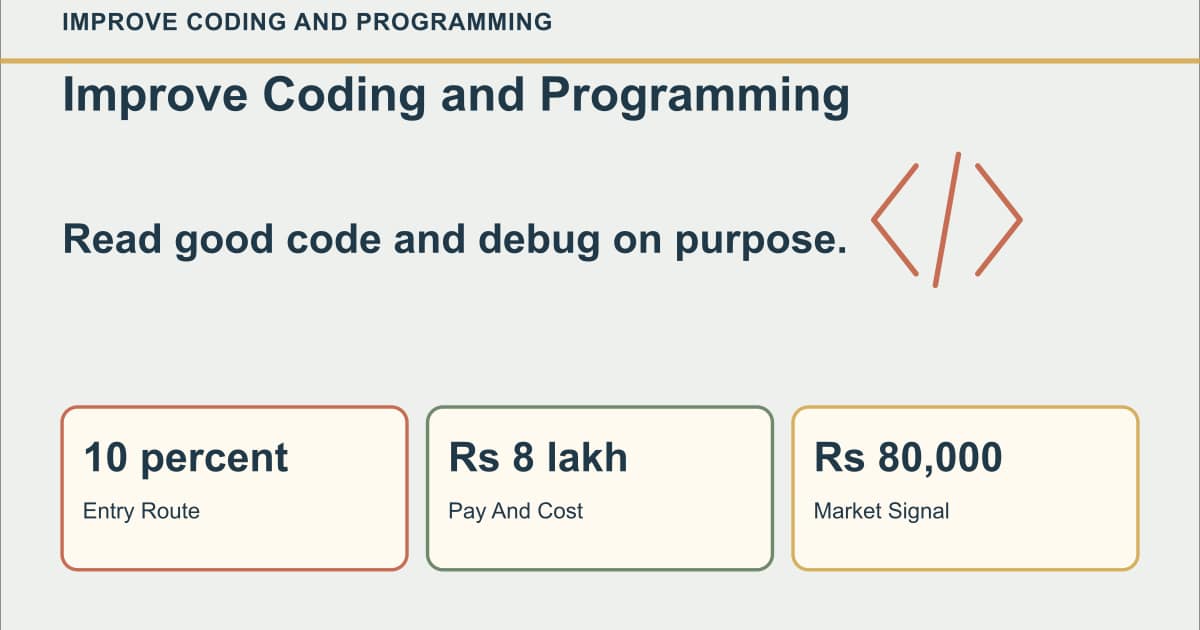 IMPROVE CODING AND PROGRAMMING
Improve Coding and Programming
Read good code and debug on purpose.
</>
10 percent
Entry Route
Rs 8 lakh
Pay And Cost
Rs 80,000
Market Signal